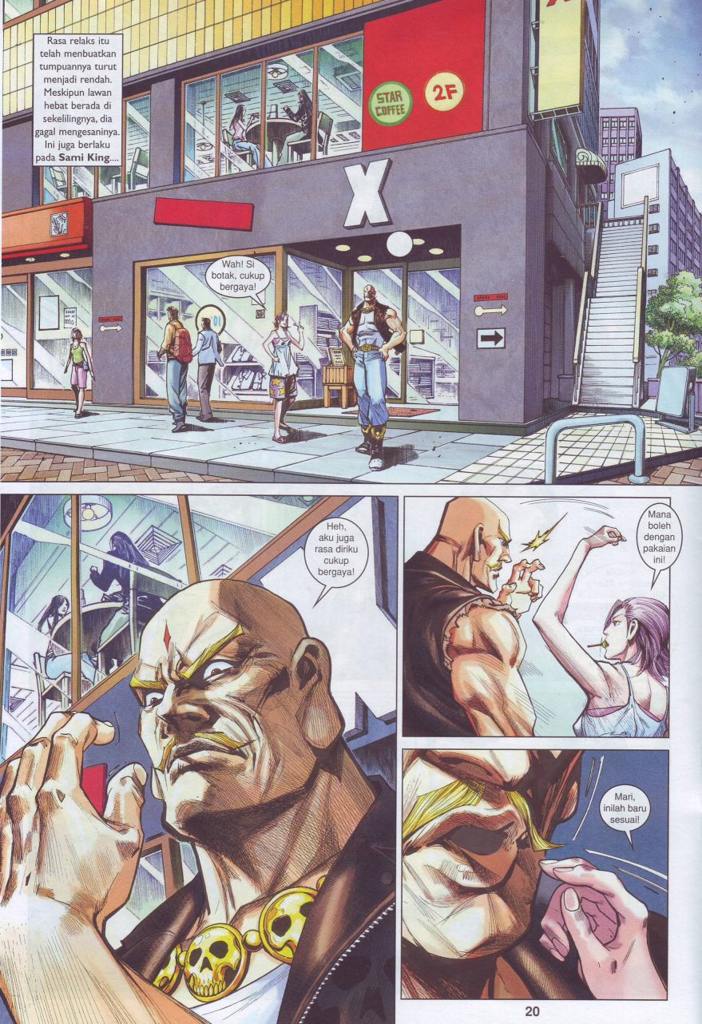 Rasa relaks itu
telah menbuatkan
tumpuannya turut
menjadi rendah.
Meskipun lawan
hebat berada di
sekelilingnya, dia
gagal mengesaninya.
Ini juga berlaku
pada Sami King....
STAR
COFFEE
2F
X
Wah! Si
botak, cukup
bergaya!
Heh,
aku juga
rasa diriku
cukup
bergaya!
Mana
boleh
dengan
pakaian
ini!
Mari,
inilah baru
sesuai!
20